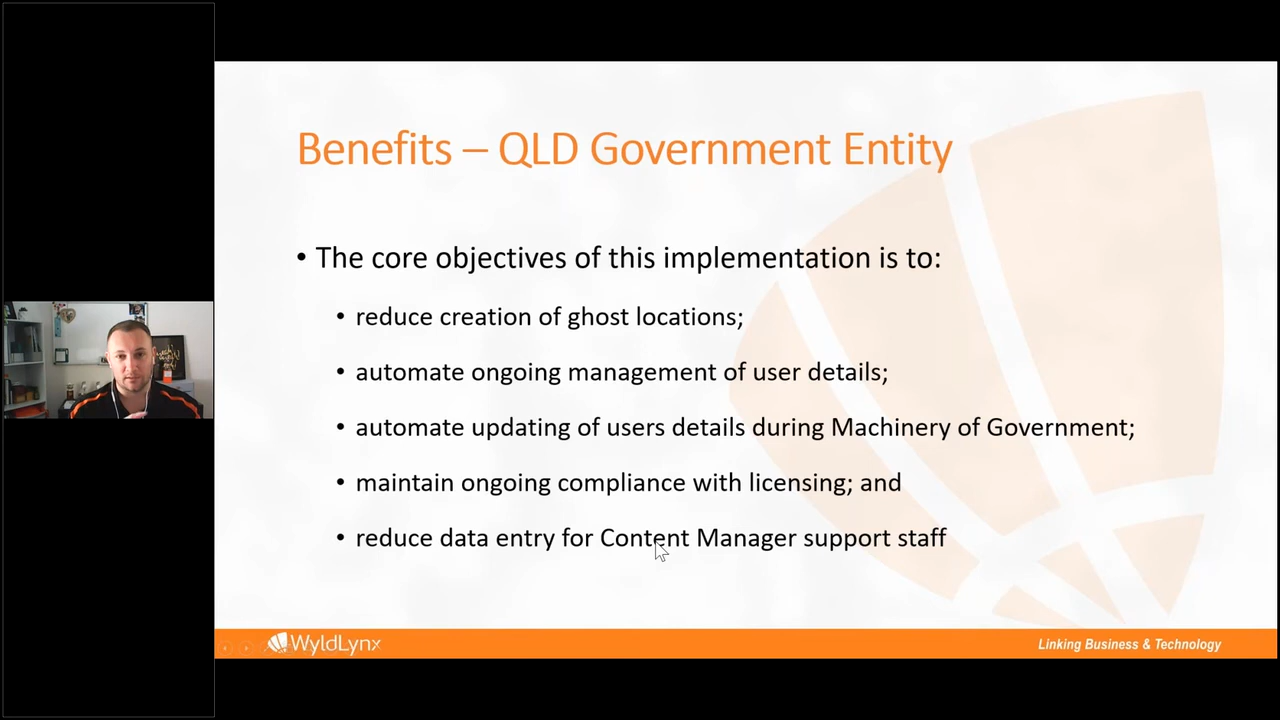 Benefits – QLD Government Entity
• The core objectives of this implementation is to:
• reduce creation of ghost locations;
• automate ongoing management of user details;
• automate updating of users details during Machinery of Government;
• maintain ongoing compliance with licensing; and
• reduce data entry for Content Manager support staff
WyldLynx
Linking Business & Technology